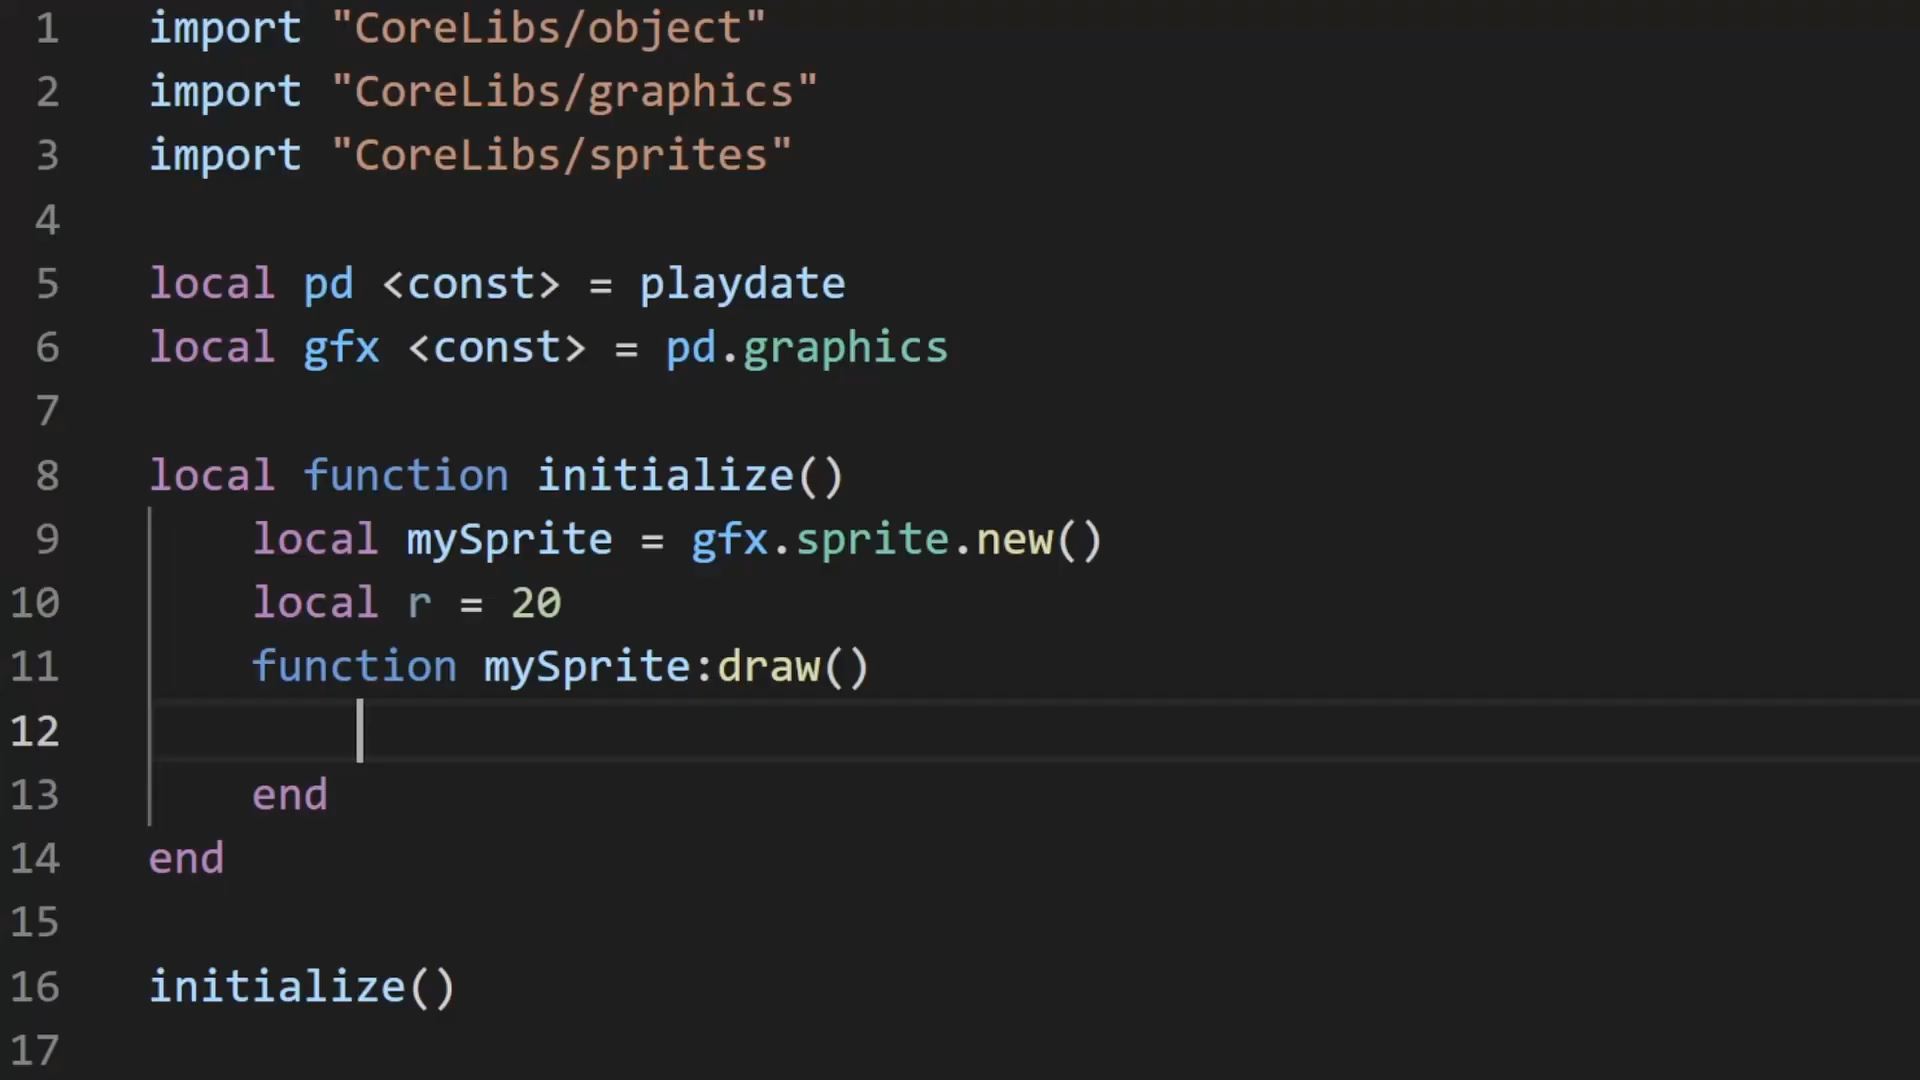 1 import "CoreLibs/object"
2 import "CoreLibs/graphics"
3 import "CoreLibs/sprites"
4
5 local pd <const> = playdate
6 local gfx <const> = pd.graphics
7
8 local function initialize()
9     local mySprite = gfx.sprite.new()
10     local r = 20
11     function mySprite:draw()
12
13     end
14 end
15
16 initialize()
17